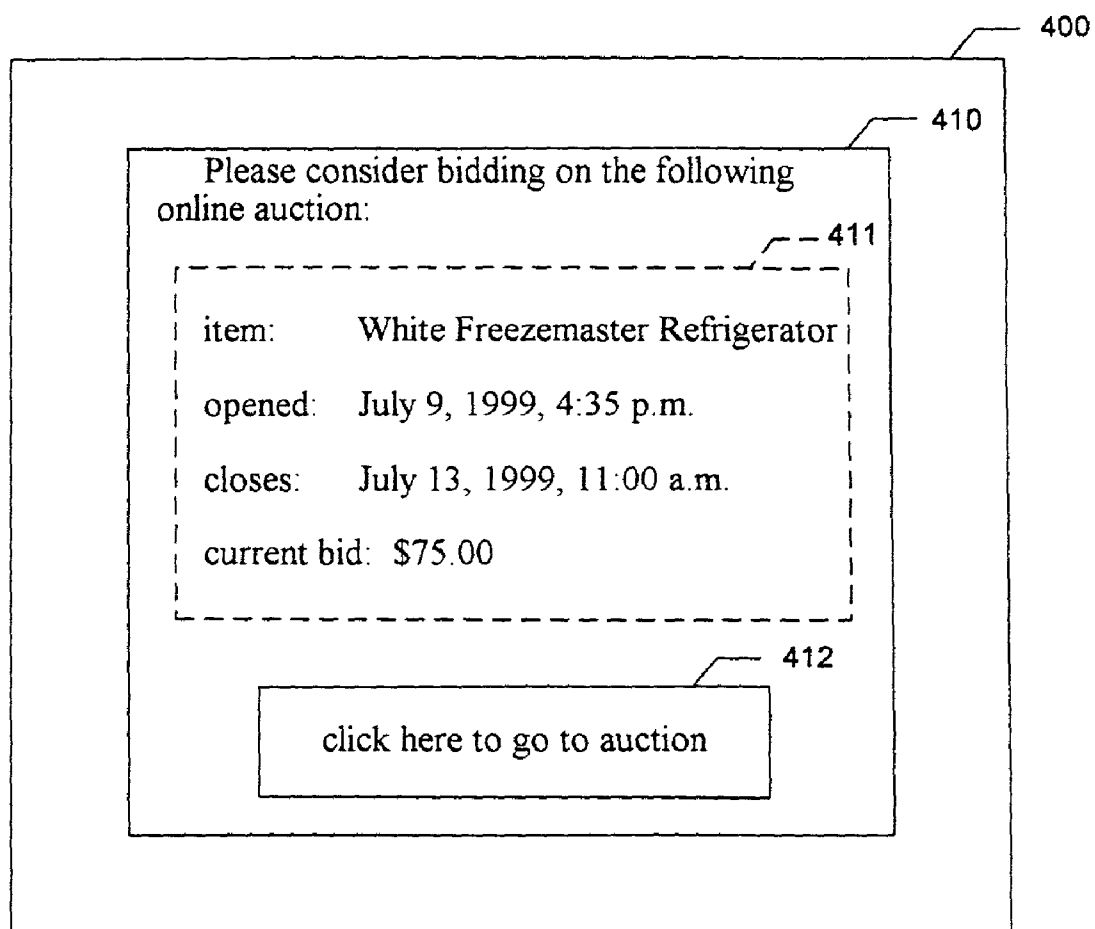 400
410
Please consider bidding on the following
online auction:
411
item: White Freezemaster Refrigerator
opened: July 9, 1999, 4:35 p.m.
closes: July 13, 1999, 11:00 a.m.
current bid: $75.00
412
click here to go to auction